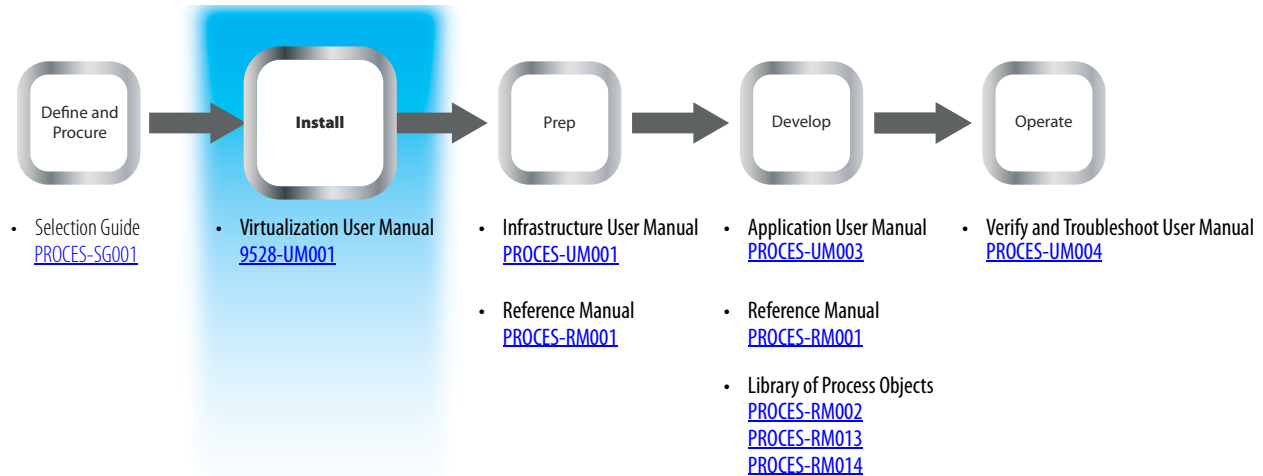 Define and
Procure
Install
Prep
Develop
Operate
• Selection Guide
PROCES-SG001
• Virtualization User Manual
9528-UM001
• Infrastructure User Manual
PROCES-UM001
• Reference Manual
PROCES-RM001
• Application User Manual
PROCES-UM003
• Reference Manual
PROCES-RM001
• Library of Process Objects
PROCES-RM002
PROCES-RM013
PROCES-RM014
• Verify and Troubleshoot User Manual
PROCES-UM004